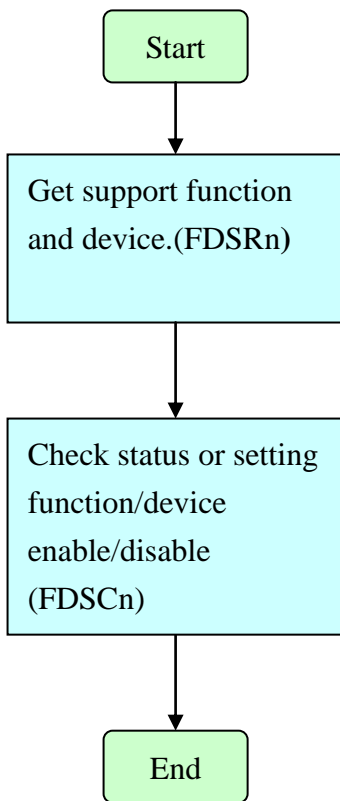 Start
Get support function
and device.(FDSRn)
Check status or setting
function/device
enable/disable
(FDSCn)
End